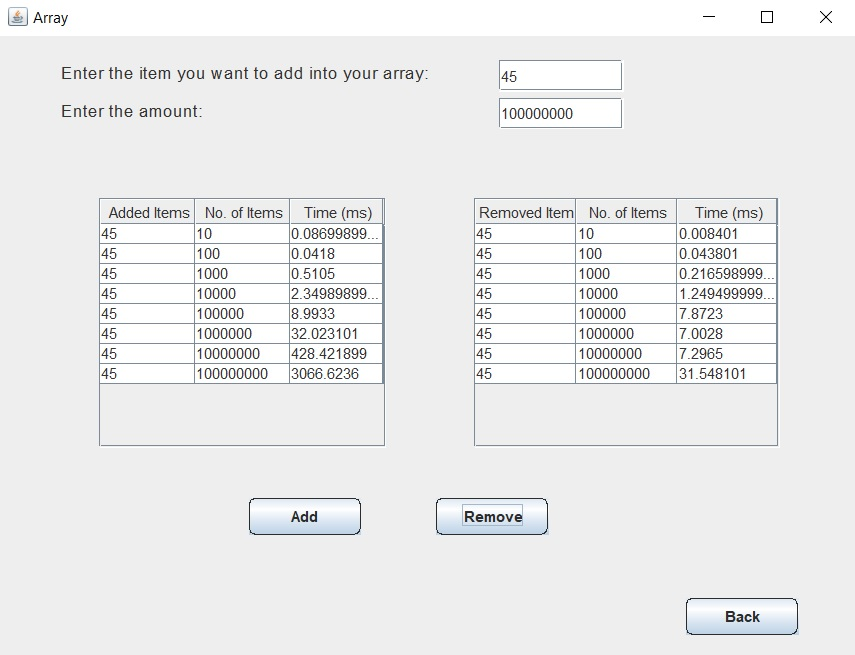 Array
Enter the item you want to add into your array: 45
Enter the amount: 100000000
Added Items No. of Items Time (ms)
45 10 0.08699899...
45 100 0.0418
45 1000 0.5105
45 10000 2.34989899...
45 100000 8.9933
45 1000000 32.023101
45 10000000 428.421899
45 100000000 3066.6236
Removed Item No. of Items Time (ms)
45 10 0.008401
45 100 0.043801
45 1000 0.216598999...
45 10000 1.249499999...
45 100000 7.8723
45 1000000 7.0028
45 10000000 7.2965
45 100000000 31.548101
Add Remove
Back